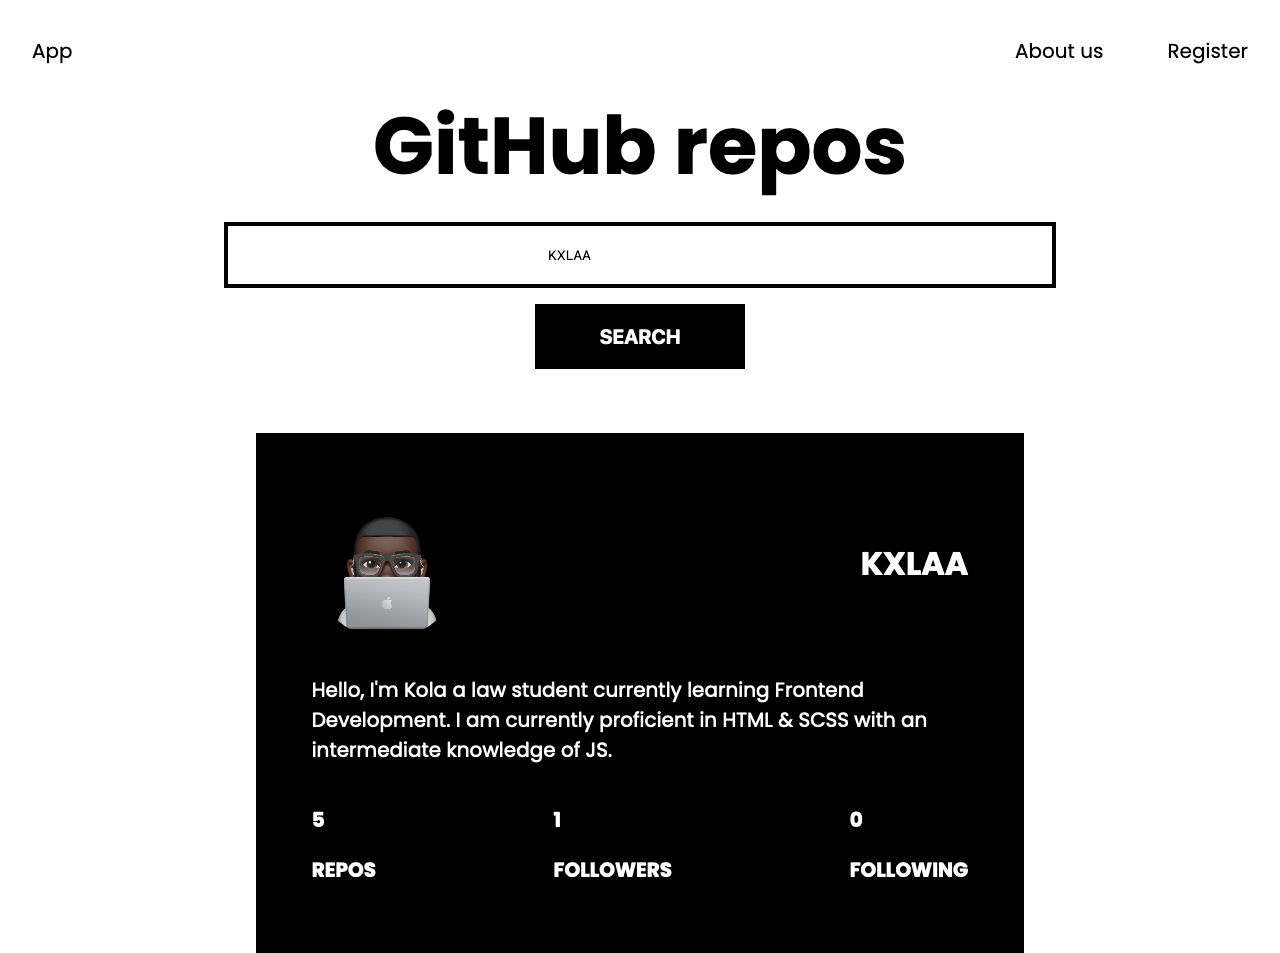 App
About us
Register
GitHub repos
KXLAA
SEARCH
KXLAA
Hello, I'm Kola a law student currently learning Frontend
Development. I am currently proficient in HTML & SCSS with an
intermediate knowledge of JS.
5
1
0
REPOS
FOLLOWERS
FOLLOWING